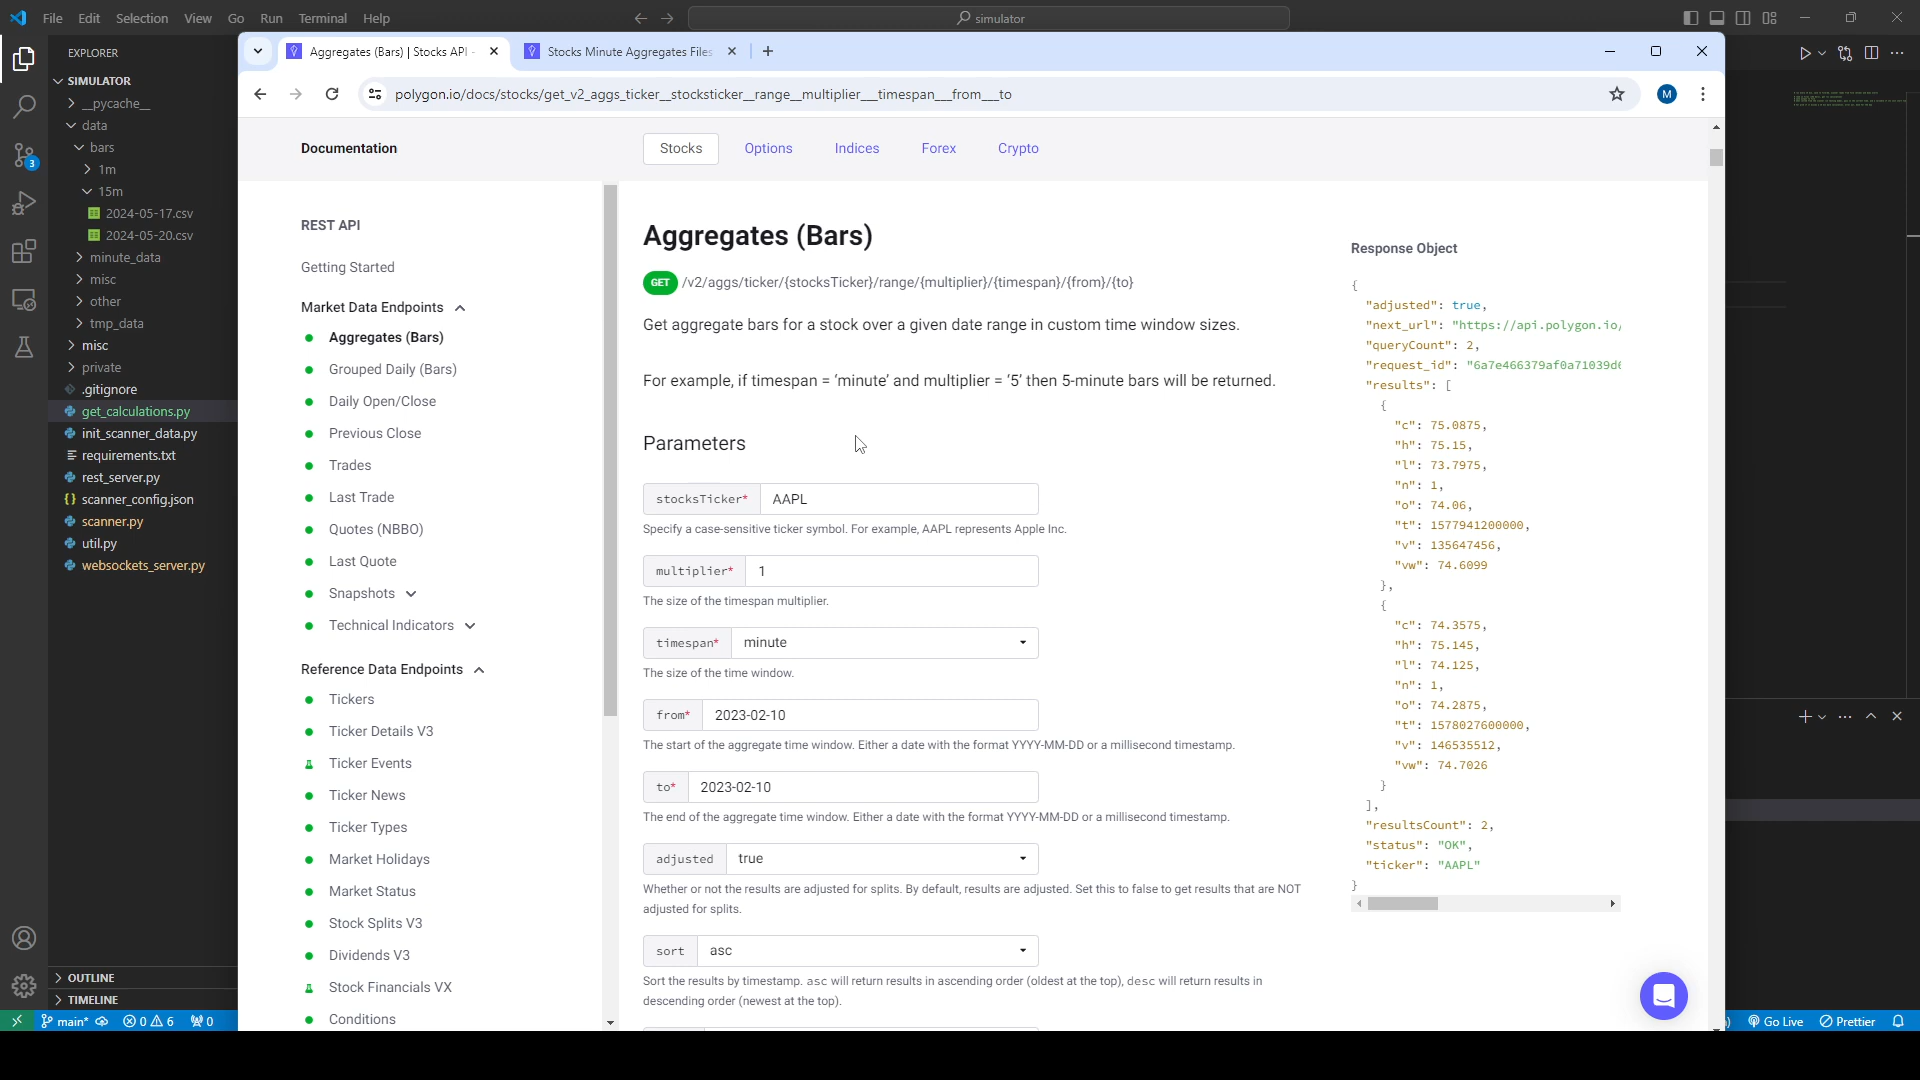 File Edit Selection View Go Run Terminal Help
simulator
EXPLORER
SIMULATOR
__pycache__
data
bars
1m
15m
2024-05-17.csv
2024-05-20.csv
minute_data
misc
other
tmp_data
misc
private
.gitignore
get_calculations.py
init_scanner_data.py
requirements.txt
rest_server.py
scanner_config.json
scanner.py
util.py
websockets_server.py
OUTLINE
TIMELINE
main* 0 6 0
3
Aggregates (Bars) | Stocks API -
Stocks Minute Aggregates Files
polygon.io/docs/stocks/get_v2_aggs_ticker__stocksticker__range__multiplier___timespan___from___to
M
Documentation
Stocks Options Indices Forex Crypto
REST API
Getting Started
Market Data Endpoints
Aggregates (Bars)
Grouped Daily (Bars)
Daily Open/Close
Previous Close
Trades
Last Trade
Quotes (NBBO)
Last Quote
Snapshots
Technical Indicators
Reference Data Endpoints
Tickers
Ticker Details V3
Ticker Events
Ticker News
Ticker Types
Market Holidays
Market Status
Stock Splits V3
Dividends V3
Stock Financials VX
Conditions
Aggregates (Bars)
GET /v2/aggs/ticker/{stocksTicker}/range/{multiplier}/{timespan}/{from}/{to}
Get aggregate bars for a stock over a given date range in custom time window sizes.
For example, if timespan = ‘minute’ and multiplier = ‘5’ then 5-minute bars will be returned.
Parameters
stocksTicker* AAPL
Specify a case-sensitive ticker symbol. For example, AAPL represents Apple Inc.
multiplier* 1
The size of the timespan multiplier.
timespan* minute
The size of the time window.
from* 2023-02-10
The start of the aggregate time window. Either a date with the format YYYY-MM-DD or a millisecond timestamp.
to* 2023-02-10
The end of the aggregate time window. Either a date with the format YYYY-MM-DD or a millisecond timestamp.
adjusted true
Whether or not the results are adjusted for splits. By default, results are adjusted. Set this to false to get results that are NOT
adjusted for splits.
sort asc
Sort the results by timestamp. asc will return results in ascending order (oldest at the top), desc will return results in
descending order (newest at the top).
Response Object
{
"adjusted": true,
"next_url": "https://api.polygon.io/
"queryCount": 2,
"request_id": "6a7e466379af0a71039d6
"results": [
{
"c": 75.0875,
"h": 75.15,
"l": 73.7975,
"n": 1,
"o": 74.06,
"t": 1577941200000,
"v": 135647456,
"vw": 74.6099
},
{
"c": 74.3575,
"h": 75.145,
"l": 74.125,
"n": 1,
"o": 74.2875,
"t": 1578027600000,
"v": 146535512,
"vw": 74.7026
}
],
"resultsCount": 2,
"status": "OK",
"ticker": "AAPL"
}
Go Live Prettier